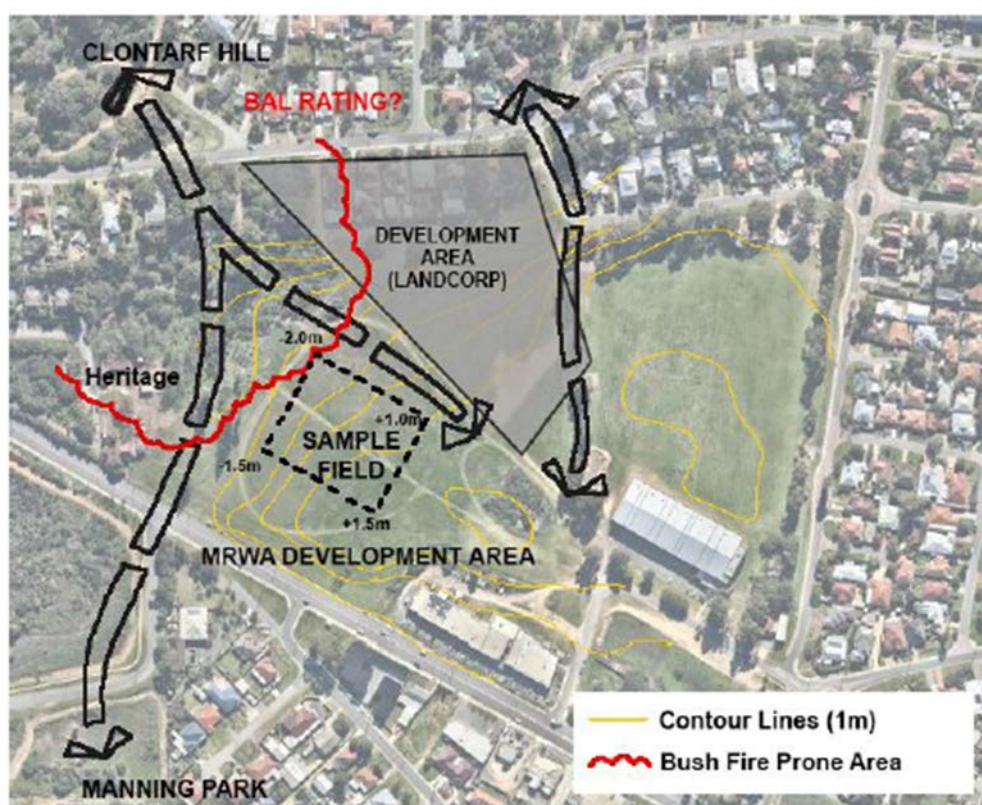 CLONTARF HILL
BAL RATING?
DEVELOPMENT
AREA
(LANDCORP)
-2.0m
Heritage
+1.0m
SAMPLE
FIELD
-1.5m
+1.5m
MRWA DEVELOPMENT AREA
Contour Lines (1m)
Bush Fire Prone Area
MANNING PARK